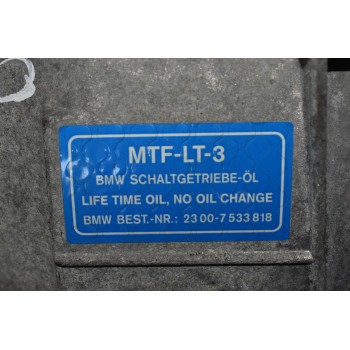 MTF-LT-3
BMW SCHALTGETRIEBE-ÖL
LIFE TIME OIL, NO OIL CHANGE
BMW BEST.-NR.: 23 00-7 533 818